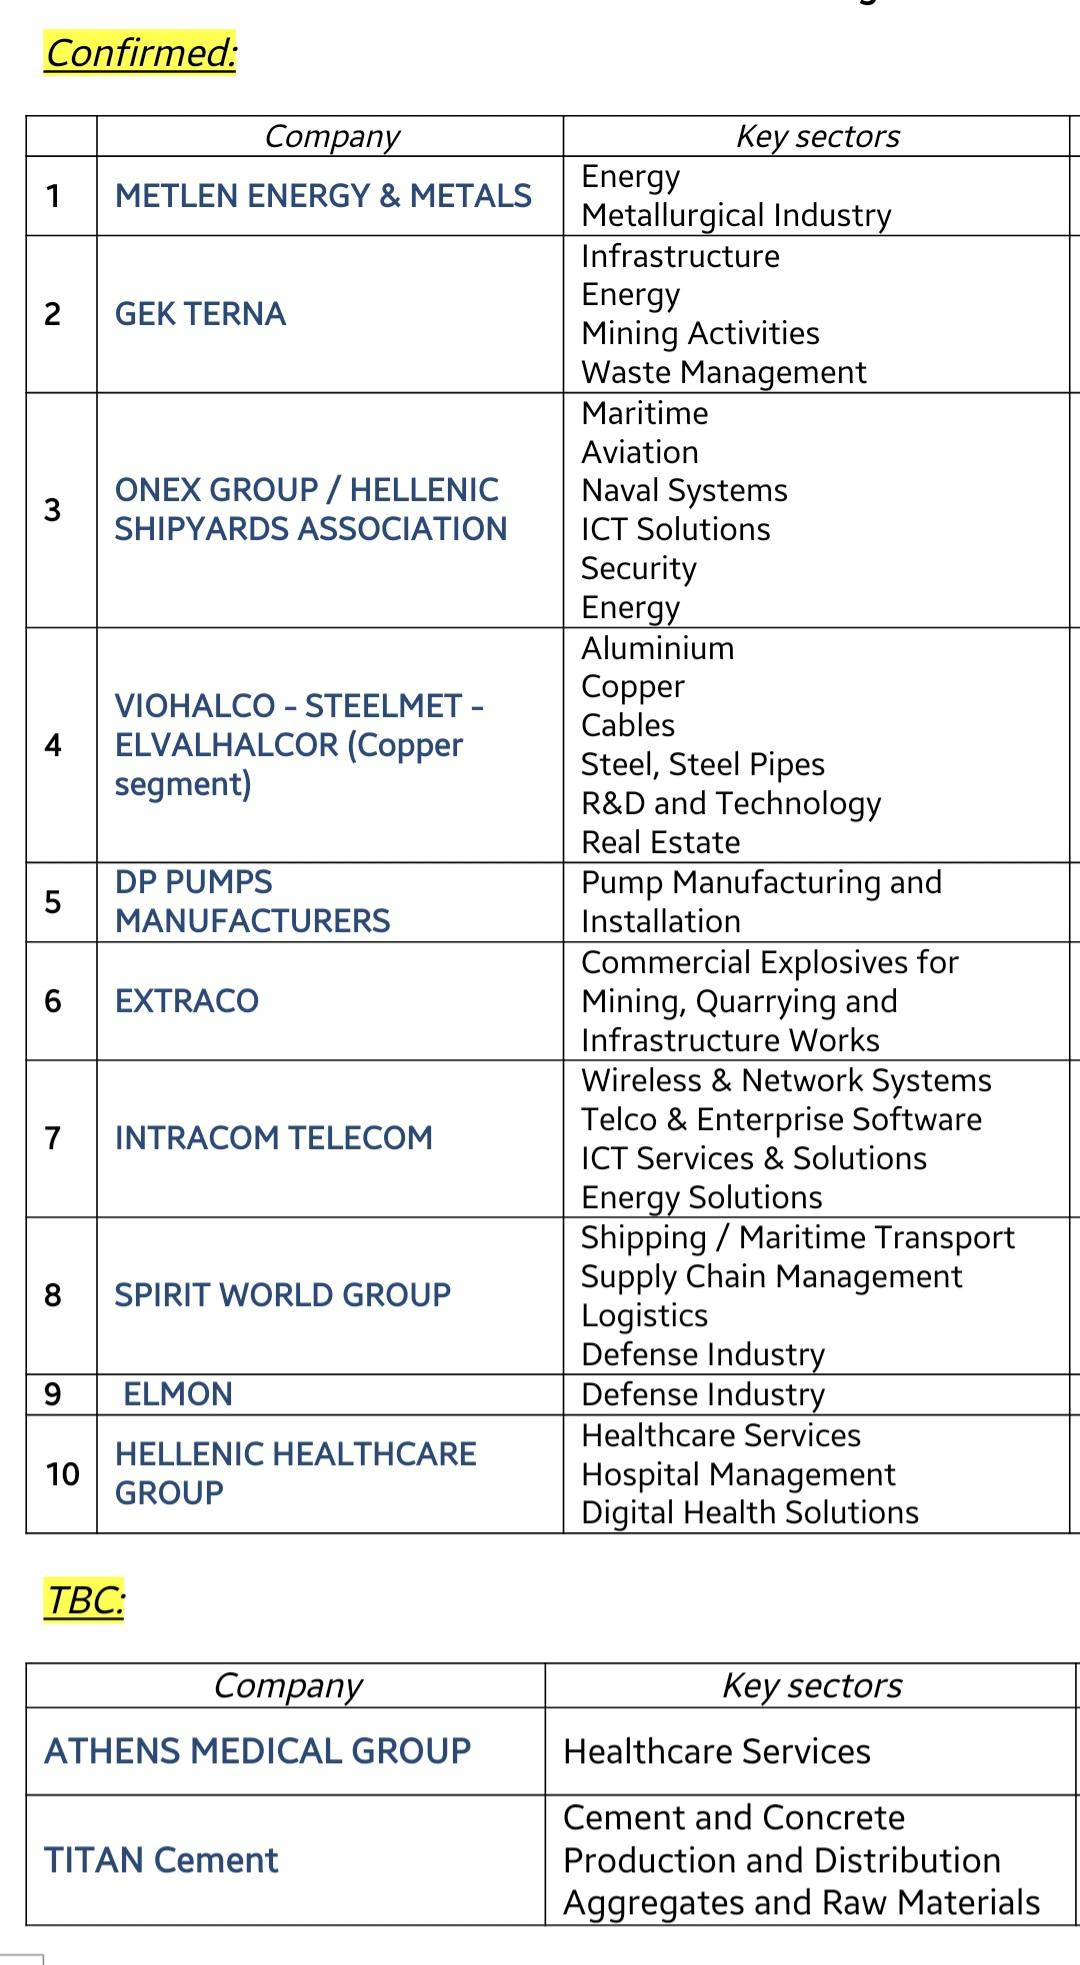 Confirmed:
Company
Key sectors
1
METLEN ENERGY & METALS
Energy
Metallurgical Industry
2
GEK TERNA
Infrastructure
Energy
Mining Activities
Waste Management
3
ONEX GROUP / HELLENIC
SHIPYARDS ASSOCIATION
Maritime
Aviation
Naval Systems
ICT Solutions
Security
Energy
4
VIOHALCO - STEELMET -
ELVALHALCOR (Copper
segment)
Aluminium
Copper
Cables
Steel, Steel Pipes
R&D and Technology
Real Estate
5
DP PUMPS
MANUFACTURERS
Pump Manufacturing and
Installation
6
EXTRACO
Commercial Explosives for
Mining, Quarrying and
Infrastructure Works
7
INTRACOM TELECOM
Wireless & Network Systems
Telco & Enterprise Software
ICT Services & Solutions
Energy Solutions
8
SPIRIT WORLD GROUP
Shipping / Maritime Transport
Supply Chain Management
Logistics
Defense Industry
9
ELMON
Defense Industry
10
HELLENIC HEALTHCARE
GROUP
Healthcare Services
Hospital Management
Digital Health Solutions
TBC:
Company
Key sectors
ATHENS MEDICAL GROUP
Healthcare Services
TITAN Cement
Cement and Concrete
Production and Distribution
Aggregates and Raw Materials